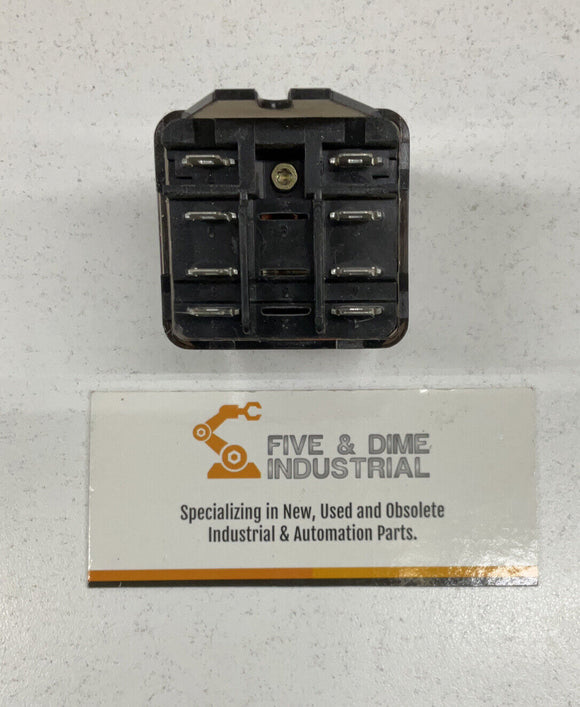 FIVE & DIME
INDUSTRIAL
Specializing in New, Used and Obsolete
Industrial & Automation Parts.